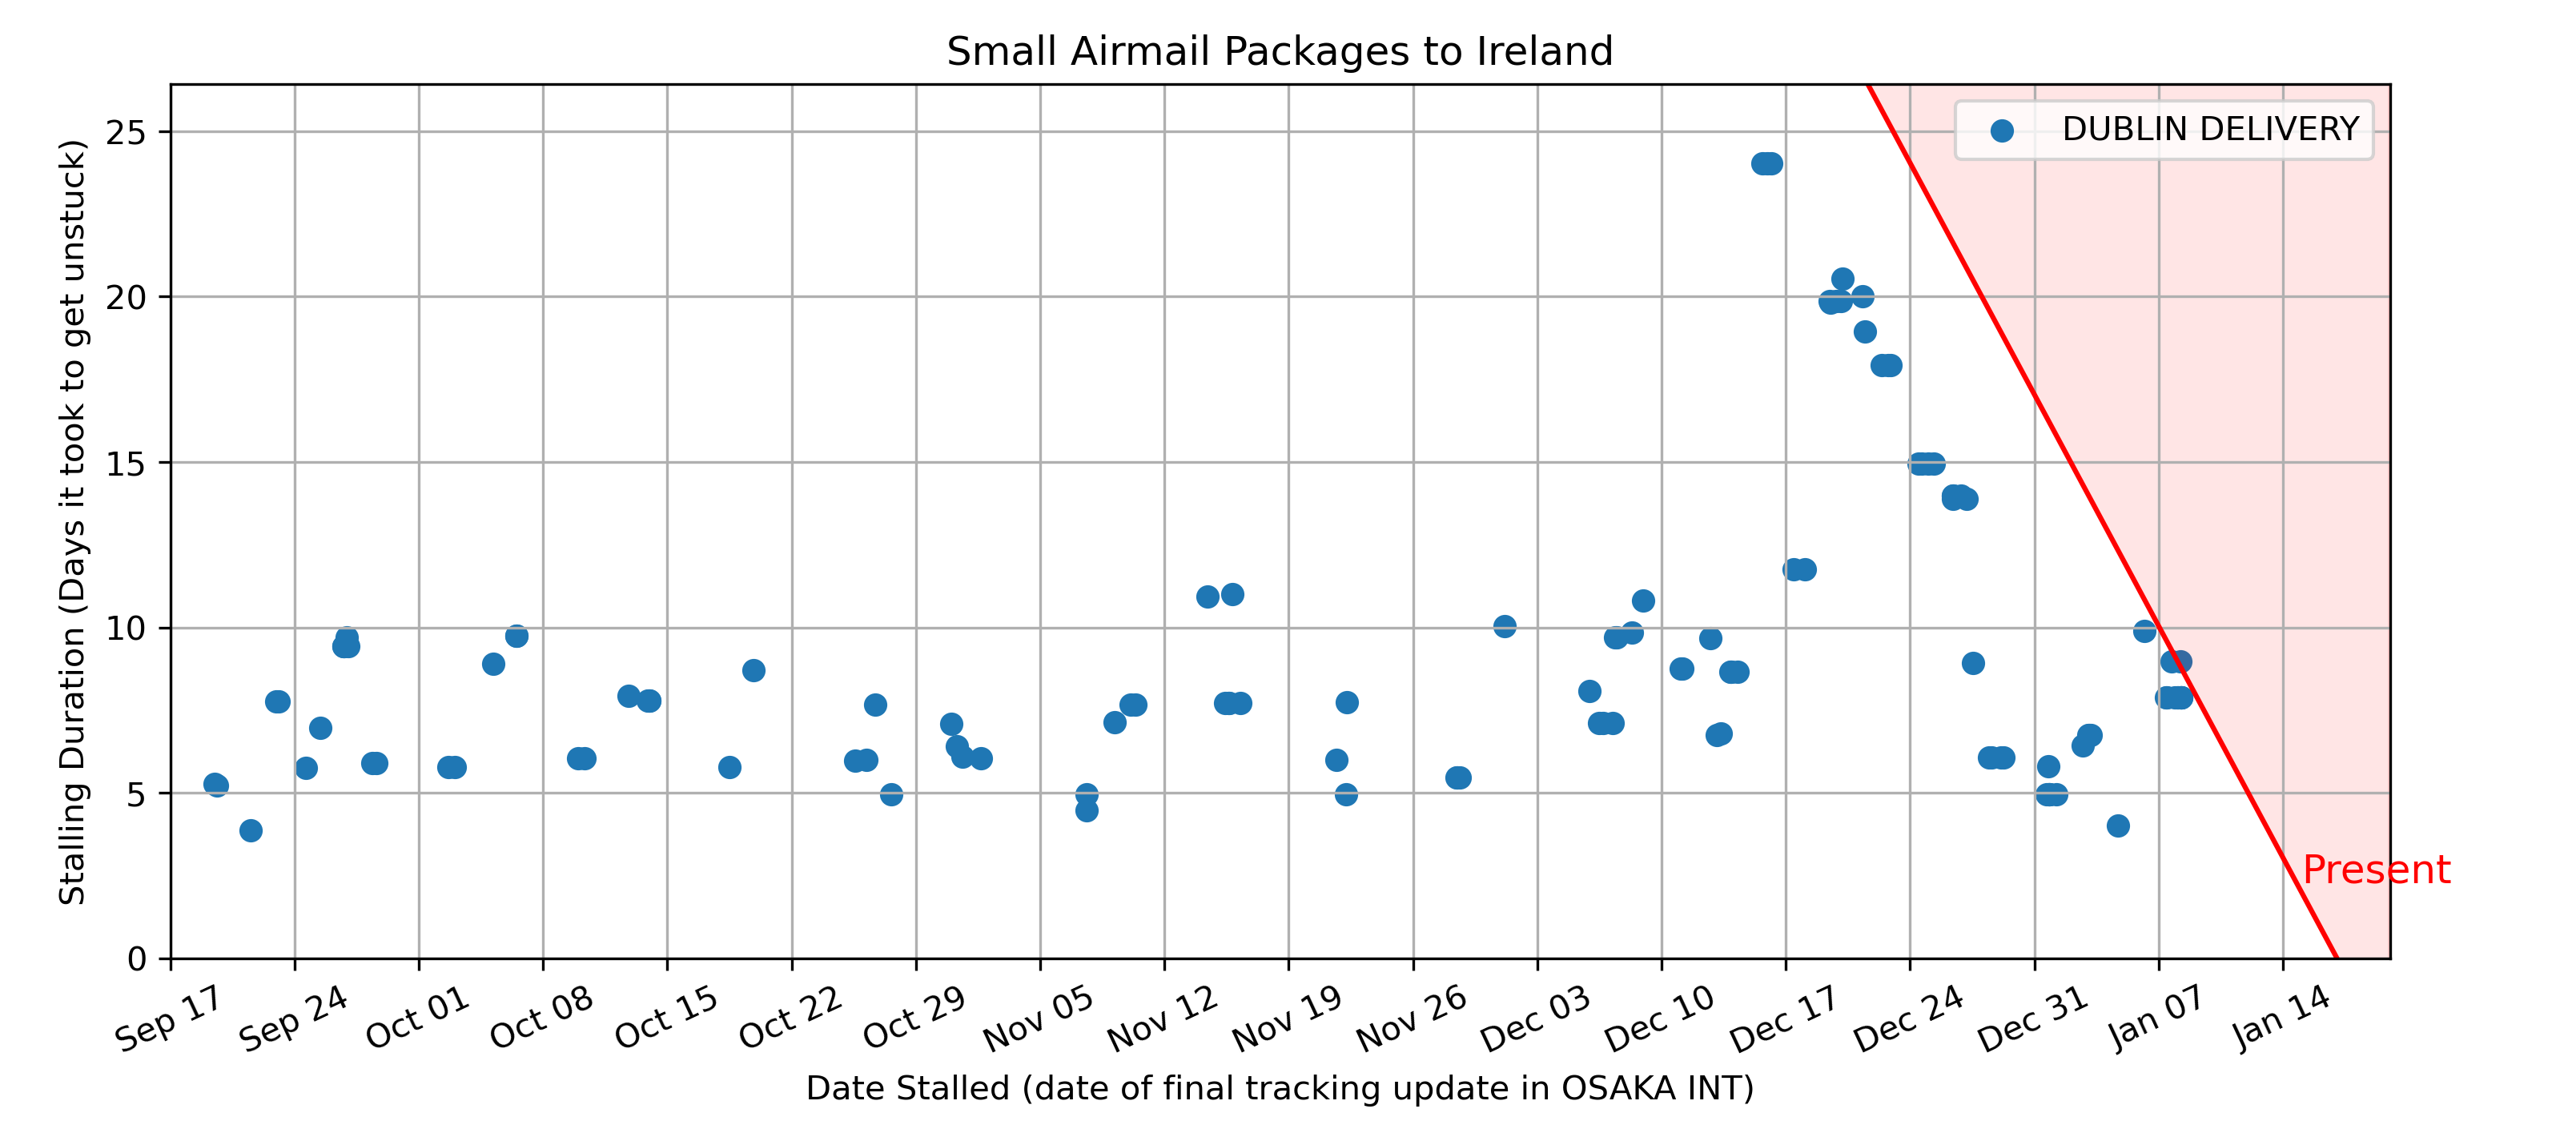 Small Airmail Packages to Ireland
DUBLIN DELIVERY
Stalling Duration (Days it took to get unstuck)
25
20
15
10
5
0
Present
Sep 17
Sep 24
Oct 01
Oct 08
Oct 15
Oct 22
Oct 29
Nov 05
Nov 12
Nov 19
Nov 26
Dec 03
Dec 10
Dec 17
Dec 24
Dec 31
Jan 07
Jan 14
Date Stalled (date of final tracking update in OSAKA INT)